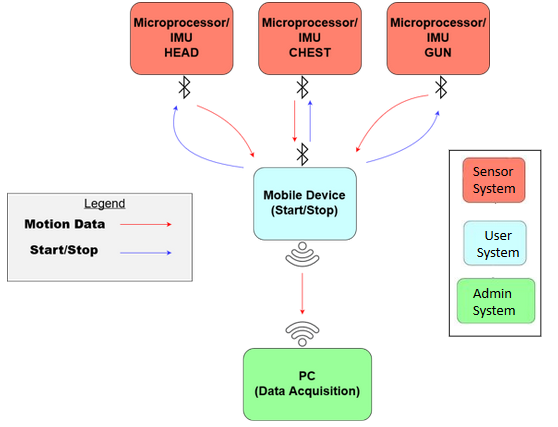 Microprocessor/
IMU
HEAD
Microprocessor/
IMU
CHEST
Microprocessor/
IMU
GUN
Mobile Device
(Start/Stop)
Legend
Motion Data
Start/Stop
Sensor
System
User
System
Admin
System
PC
(Data Acquisition)